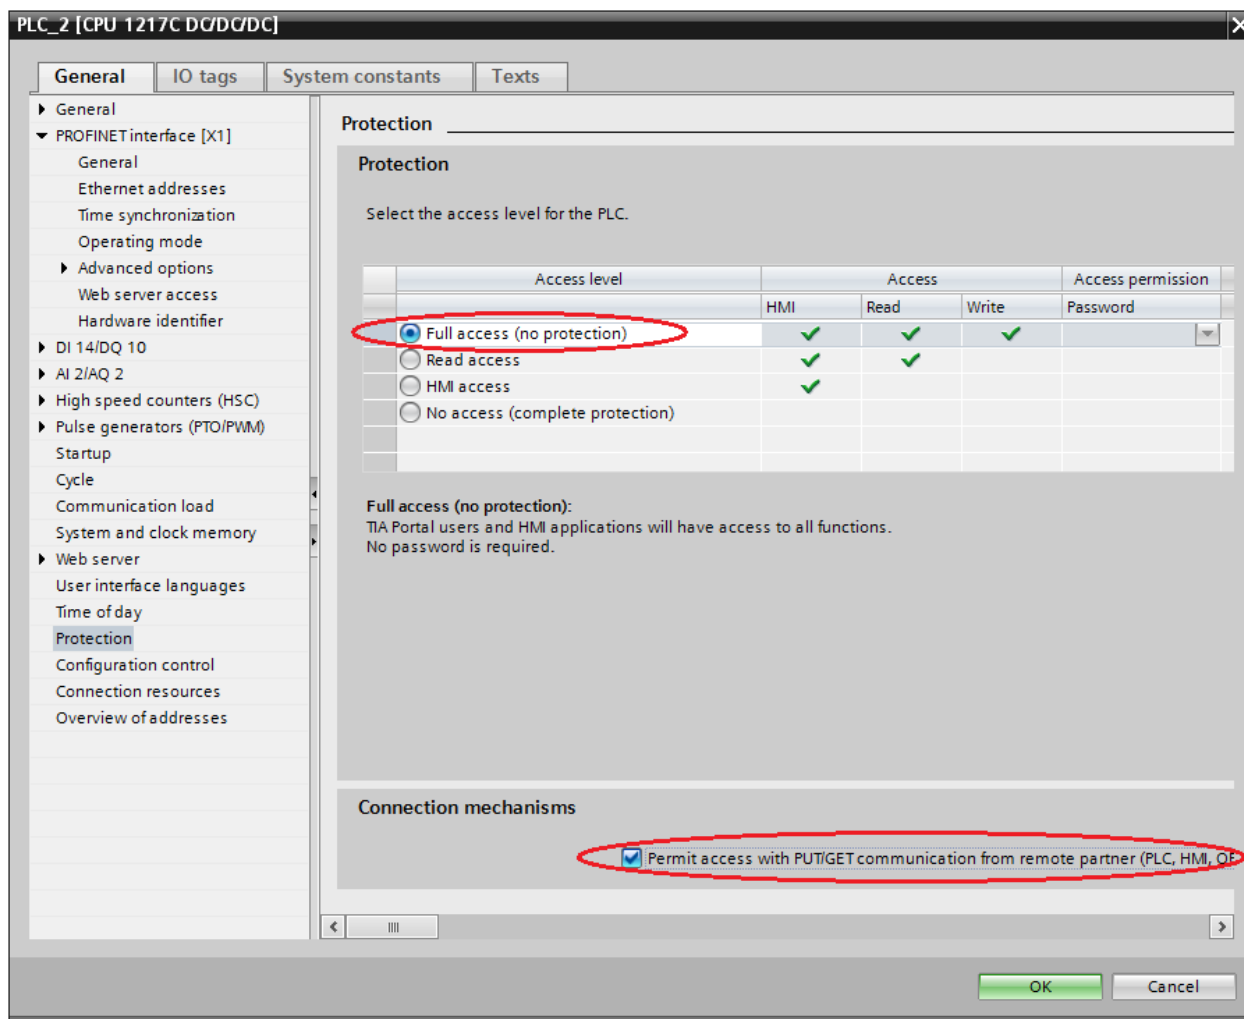 PLC_2 [CPU 1217C DC/DC/DC]
General IO tags System constants Texts
General
PROFINET interface [X1]
General
Ethernet addresses
Time synchronization
Operating mode
Advanced options
Web server access
Hardware identifier
DI 14/DQ 10
AI 2/AQ 2
High speed counters (HSC)
Pulse generators (PTO/PWM)
Startup
Cycle
Communication load
System and clock memory
Web server
User interface languages
Time of day
Protection
Configuration control
Connection resources
Overview of addresses
Protection
Protection
Select the access level for the PLC.
Access level Access Access permission
HMI Read Write Password
Full access (no protection)
Read access
HMI access
No access (complete protection)
Full access (no protection):
TIA Portal users and HMI applications will have access to all functions.
No password is required.
Connection mechanisms
Permit access with PUT/GET communication from remote partner (PLC, HMI,
OK Cancel